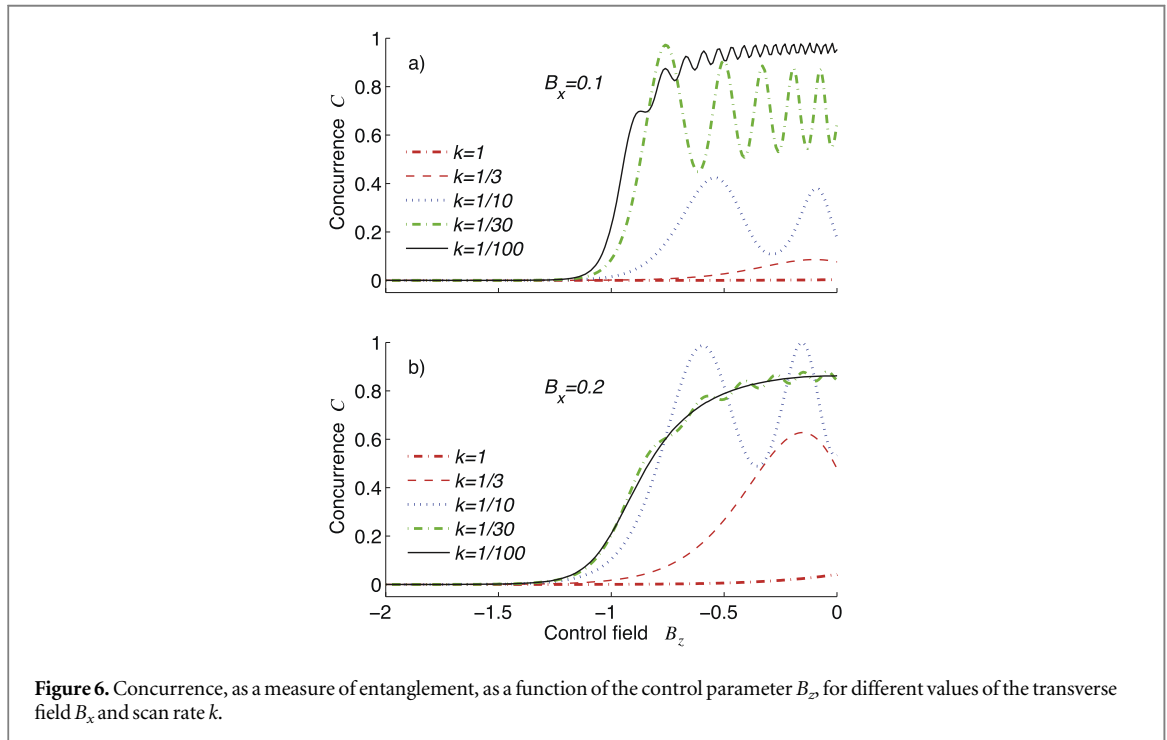 a)
B_x=0.1
Concurrence C
1
0.8
0.6
0.4
0.2
0
k=1
k=1/3
k=1/10
k=1/30
k=1/100
b)
B_x=0.2
Concurrence C
1
0.8
0.6
0.4
0.2
0
k=1
k=1/3
k=1/10
k=1/30
k=1/100
−2 −1.5 −1 −0.5 0
Control field B_z
Figure 6. Concurrence, as a measure of entanglement, as a function of the control parameter B_z, for different values of the transverse
field B_x and scan rate k.